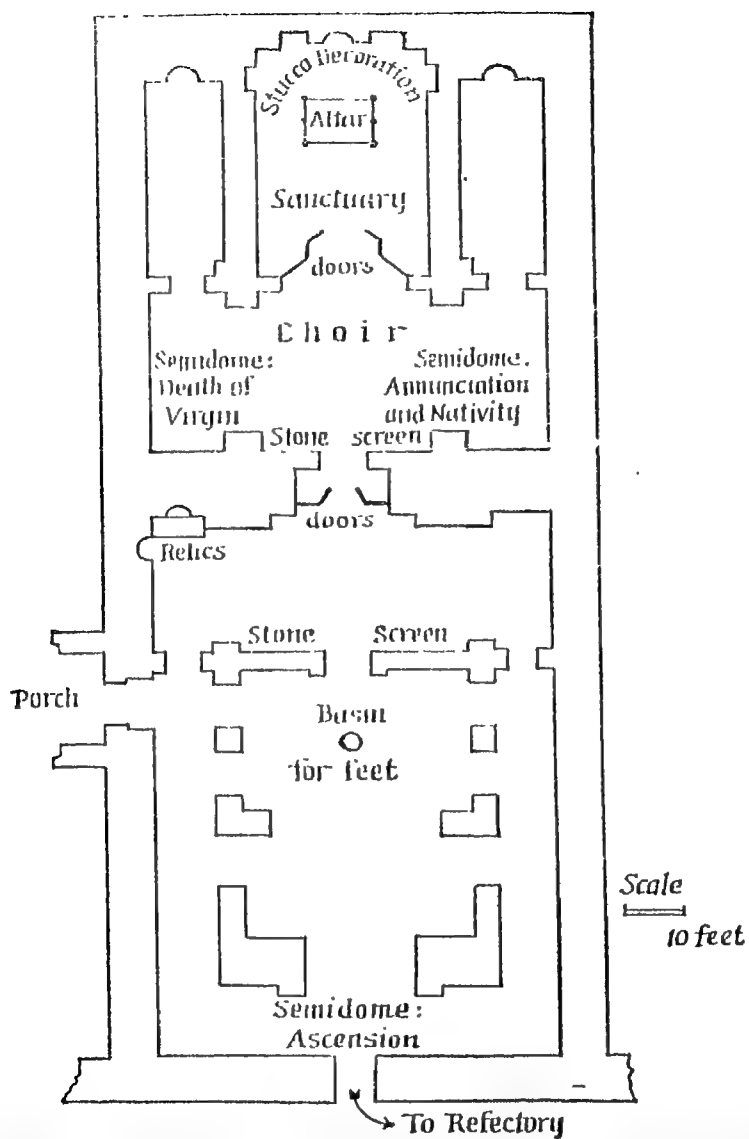 Stucco Decoration
Altar
Sanctuary
doors
Choir
Semidome:
Death of
Virgin
Semidome.
Annunciation
and Nativity
Stone screen
doors
Relics
Stone Screen
Porch
Basin
for feet
Scale
10 feet
Semidome:
Ascension
To Refectory